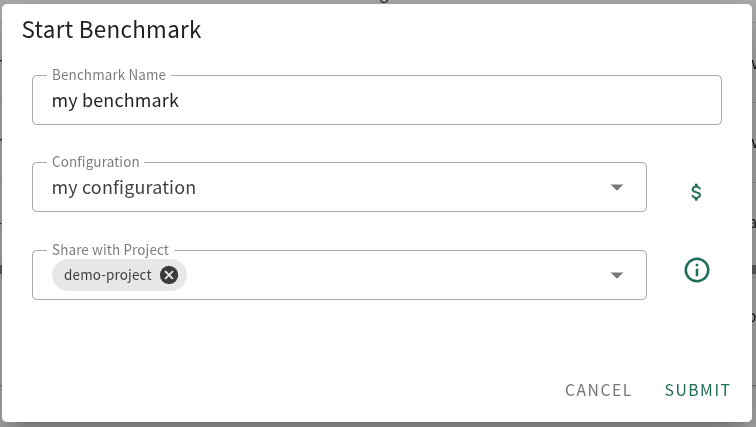 Start Benchmark
Benchmark Name
my benchmark
Configuration
my configuration
$
Share with Project
demo-project
CANCEL SUBMIT